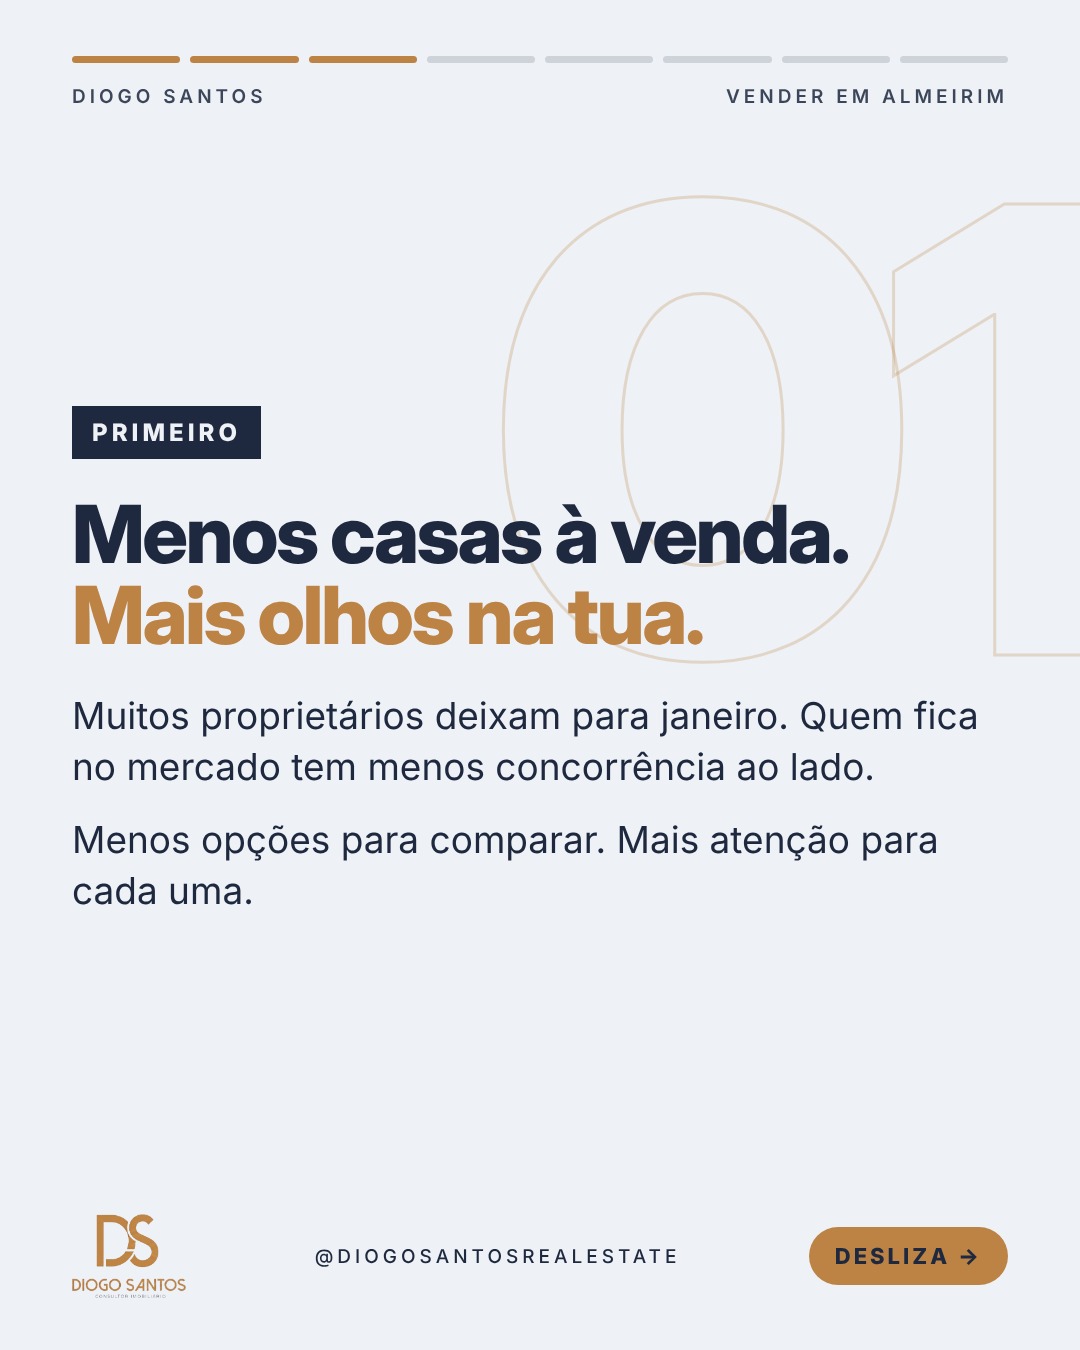 DIOGO SANTOS
VENDER EM ALMEIRIM
01
PRIMEIRO
Menos casas à venda.
Mais olhos na tua.
Muitos proprietários deixam para janeiro. Quem fica
no mercado tem menos concorrência ao lado.
Menos opções para comparar. Mais atenção para
cada uma.
DS
DIOGO SANTOS
CONSULTOR IMOBILIÁRIO
@DIOGOSANTOSREALESTATE
DESLIZA →